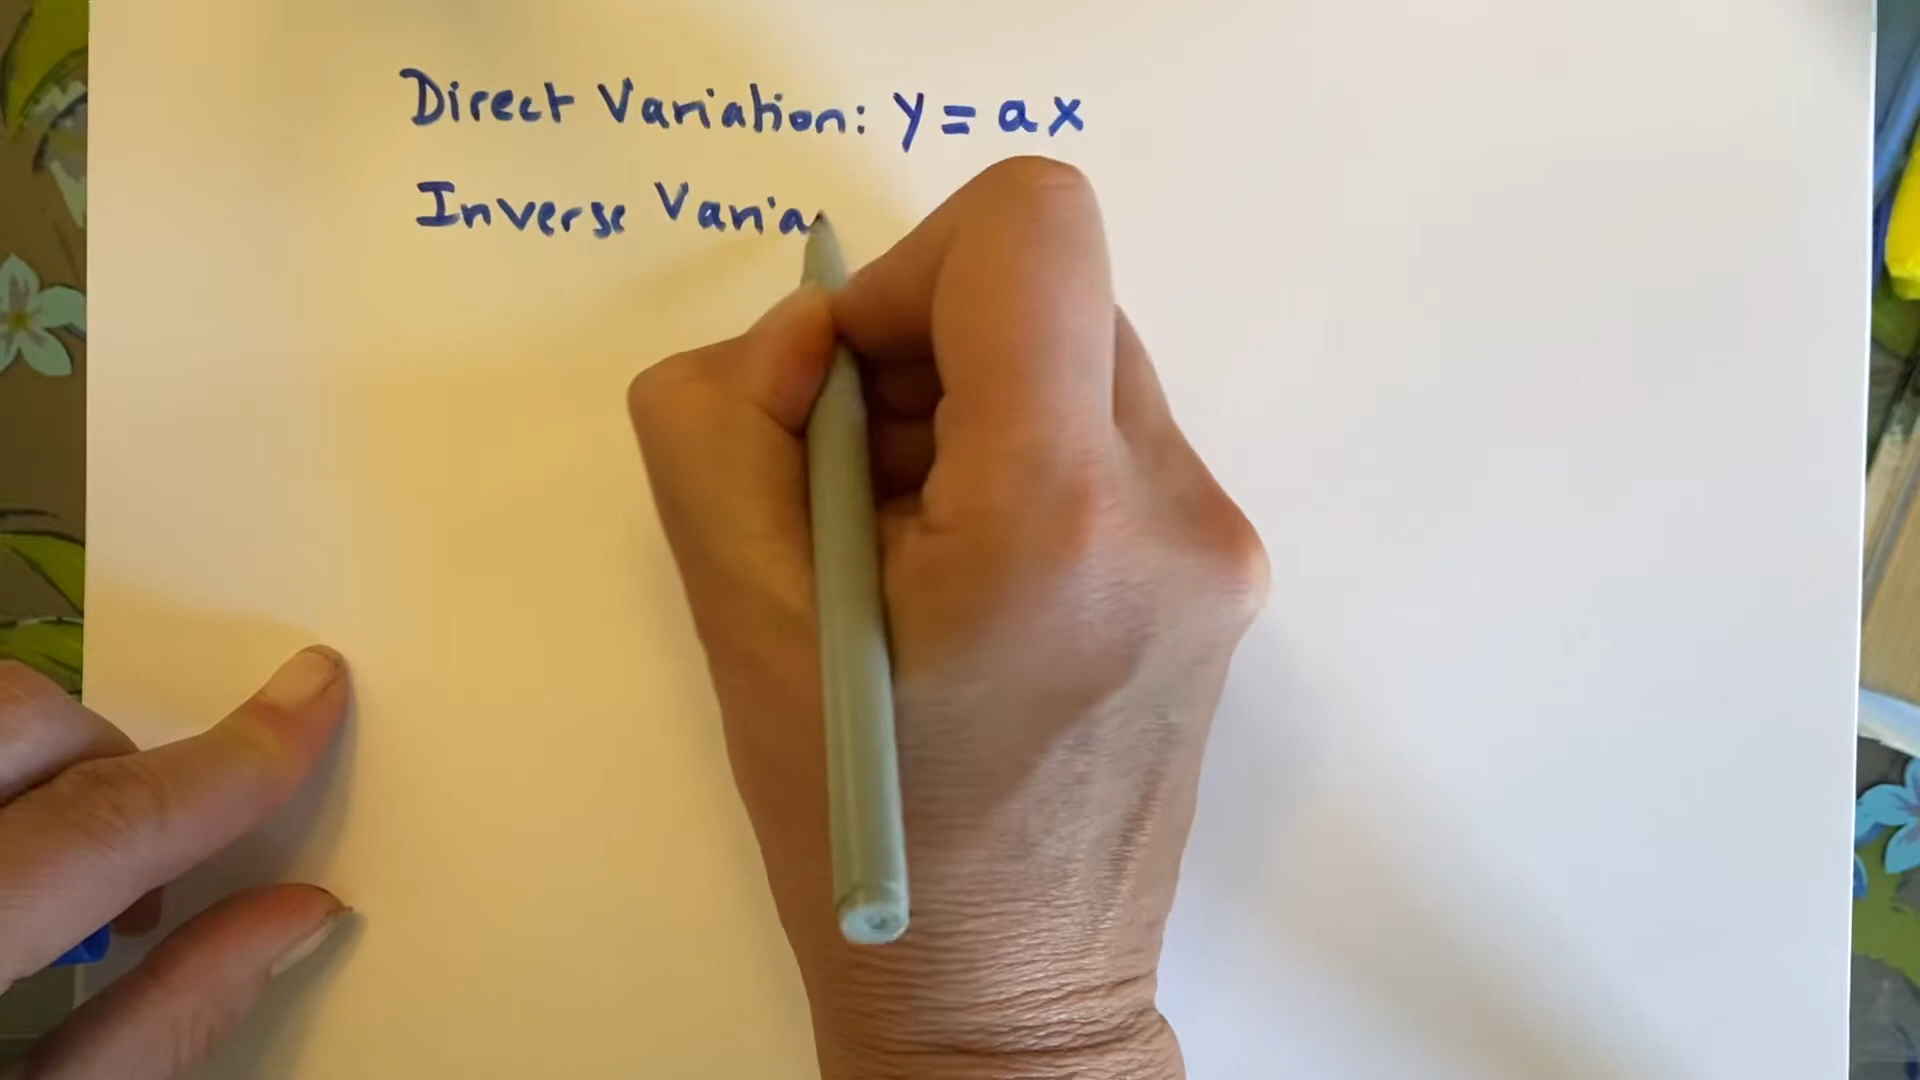 Direct Variation: y = ax
Inverse Varia